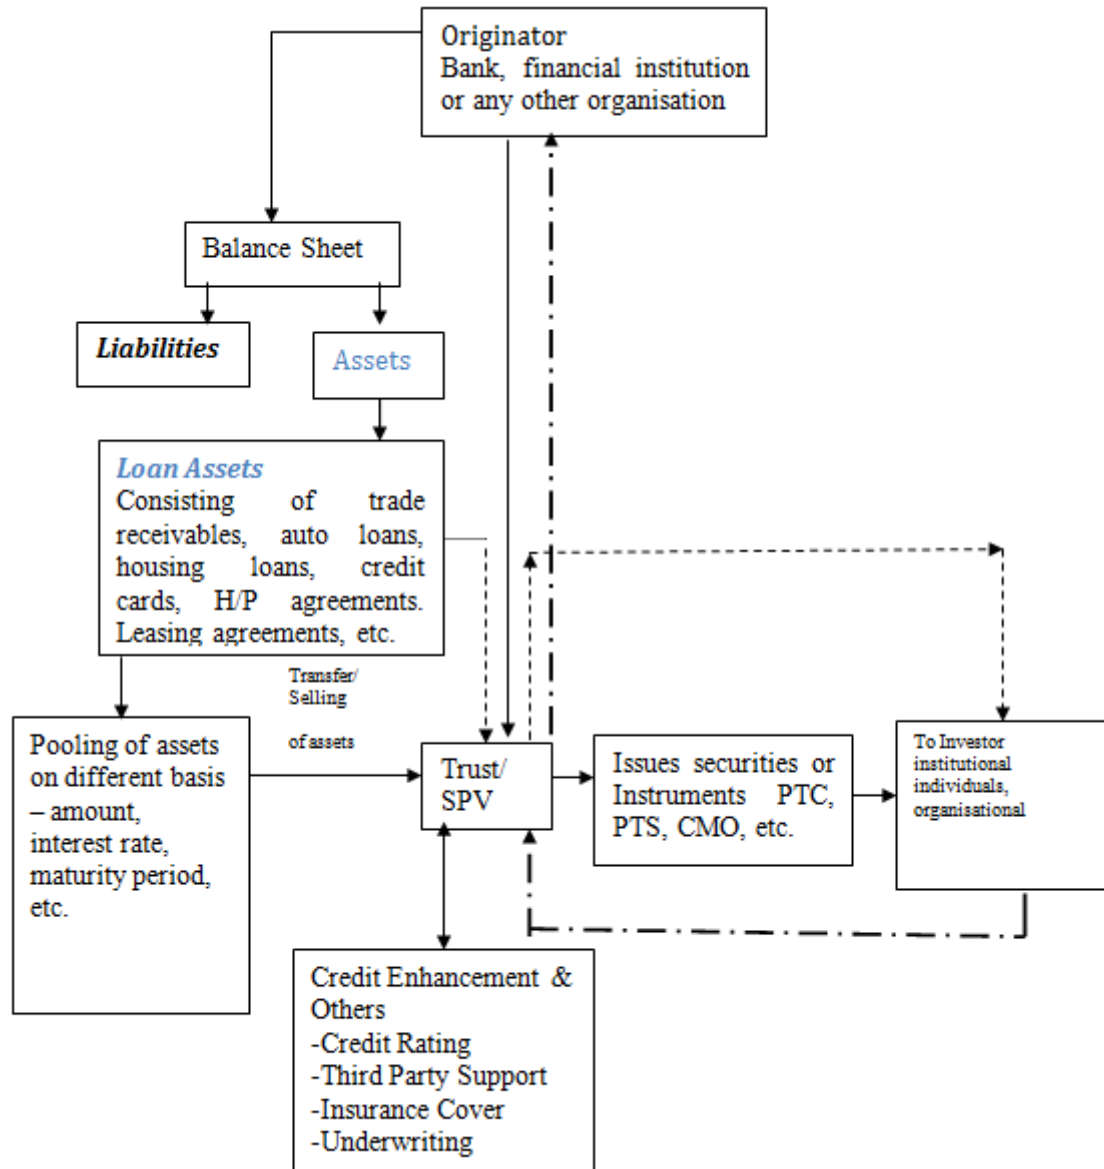 Originator
Bank, financial institution
or any other organisation
Balance Sheet
Liabilities
Assets
Loan Assets
Consisting of trade
receivables, auto loans,
housing loans, credit
cards, H/P agreements.
Leasing agreements, etc.
Transfer/
Selling
of assets
Pooling of assets
on different basis
– amount,
interest rate,
maturity period,
etc.
Trust/
SPV
Issues securities or
Instruments PTC,
PTS, CMO, etc.
To Investor
institutional
individuals,
organisational
Credit Enhancement &
Others
-Credit Rating
-Third Party Support
-Insurance Cover
-Underwriting